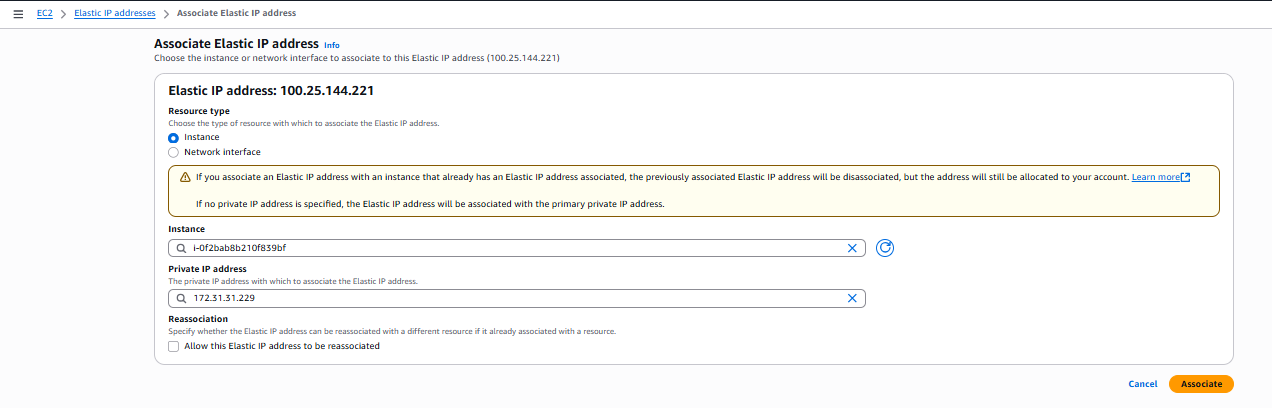 EC2 > Elastic IP addresses > Associate Elastic IP address
Associate Elastic IP address Info
Choose the instance or network interface to associate to this Elastic IP address (100.25.144.221)
Elastic IP address: 100.25.144.221
Resource type
Choose the type of resource with which to associate the Elastic IP address.
Instance
Network interface
If you associate an Elastic IP address with an instance that already has an Elastic IP address associated, the previously associated Elastic IP address will be disassociated, but the address will still be allocated to your account. Learn more
If no private IP address is specified, the Elastic IP address will be associated with the primary private IP address.
Instance
i-0f2bab8b210f839bf
Private IP address
The private IP address with which to associate the Elastic IP address.
172.31.31.229
Reassociation
Specify whether the Elastic IP address can be reassociated with a different resource if it already associated with a resource.
Allow this Elastic IP address to be reassociated
Cancel Associate